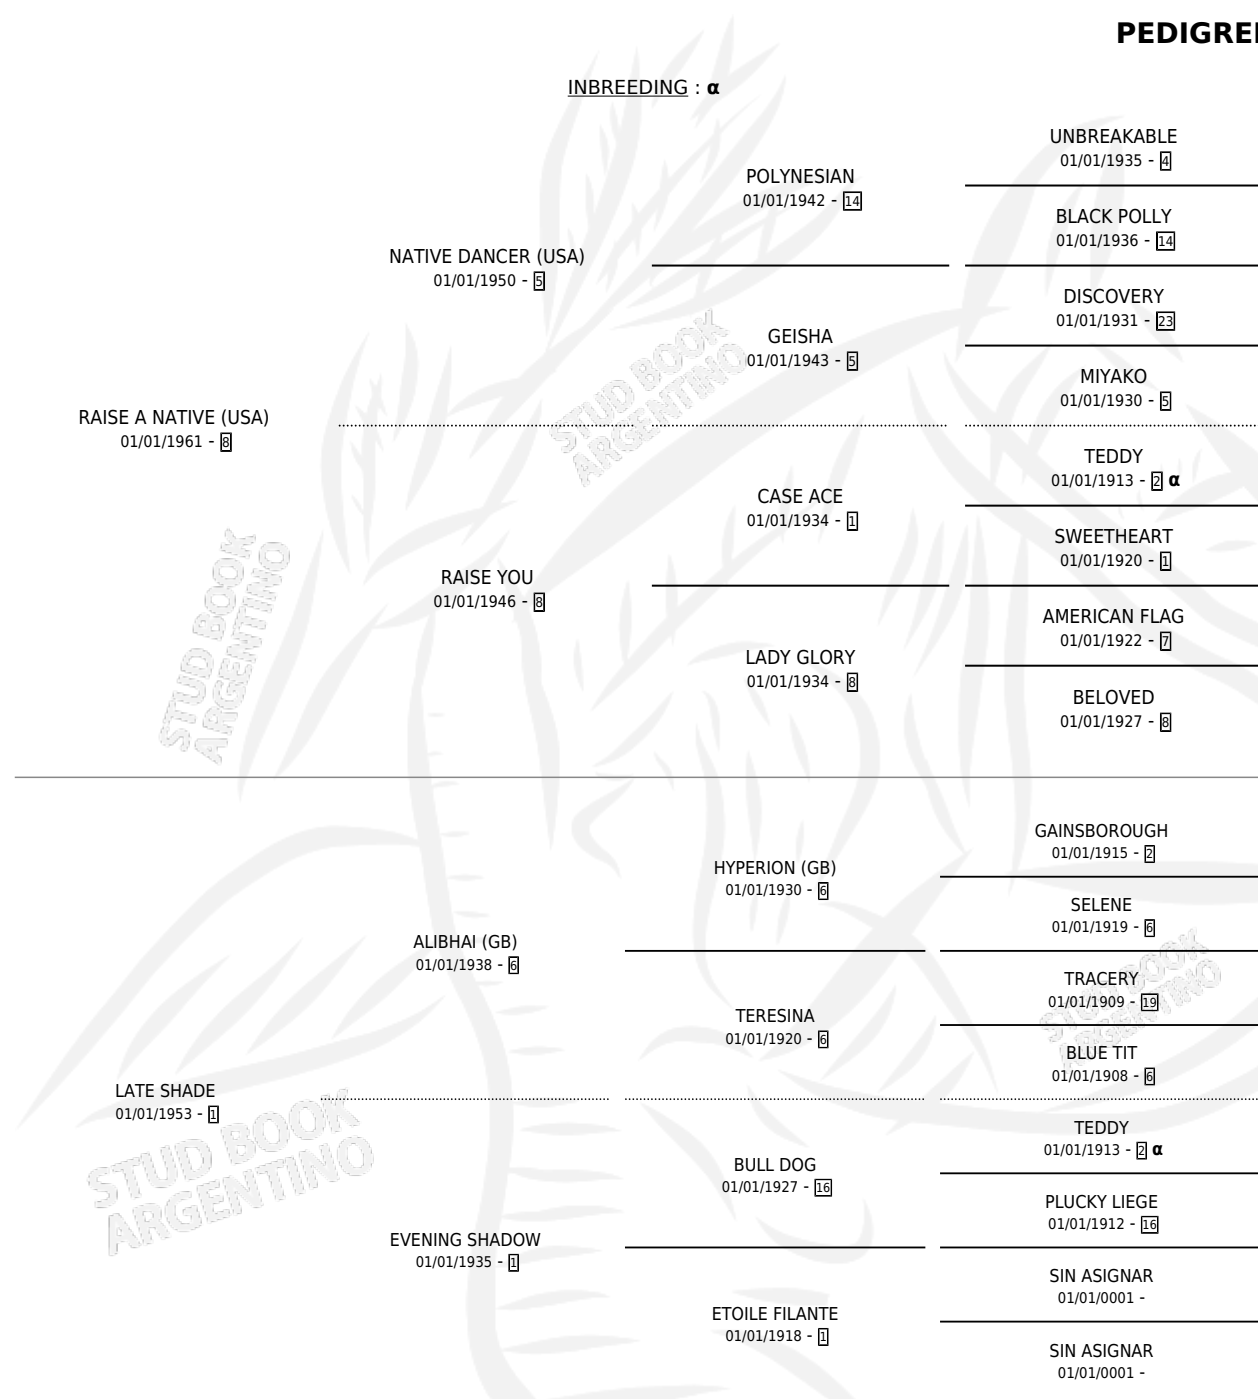 PEDIGREE
INBREEDING : α
UNBREAKABLE
01/01/1935 - 4
POLYNESIAN
01/01/1942 - 14
BLACK POLLY
01/01/1936 - 14
NATIVE DANCER (USA)
01/01/1950 - 5
DISCOVERY
01/01/1931 - 23
GEISHA
01/01/1943 - 5
MIYAKO
01/01/1930 - 5
RAISE A NATIVE (USA)
01/01/1961 - 8
TEDDY
01/01/1913 - 2 α
CASE ACE
01/01/1934 - 1
SWEETHEART
01/01/1920 - 1
RAISE YOU
01/01/1946 - 8
AMERICAN FLAG
01/01/1922 - 7
LADY GLORY
01/01/1934 - 8
BELOVED
01/01/1927 - 8
GAINSBOROUGH
01/01/1915 - 2
HYPERION (GB)
01/01/1930 - 6
SELENE
01/01/1919 - 6
ALIBHAI (GB)
01/01/1938 - 6
TRACERY
01/01/1909 - 19
TERESINA
01/01/1920 - 6
BLUE TIT
01/01/1908 - 6
LATE SHADE
01/01/1953 - 1
TEDDY
01/01/1913 - 2 α
BULL DOG
01/01/1927 - 16
PLUCKY LIEGE
01/01/1912 - 16
EVENING SHADOW
01/01/1935 - 1
SIN ASIGNAR
01/01/0001 -
ETOILE FILANTE
01/01/1918 - 1
SIN ASIGNAR
01/01/0001 -
STUD BOOK
ARGENTINO
STUD BOOK
ARGENTINO
STUD BOOK
ARGENTINO
STUD BOOK
ARGENTINO